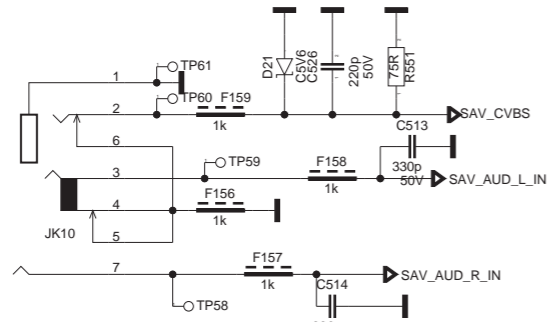 TP61
1
TP60
F159
2
1k
D21
C5V6
C526
220p
50V
75R
R551
SAV_CVBS
6
C513
330p
50V
TP59
3
F158
1k
SAV_AUD_L_IN
4
F156
1k
JK10
5
F157
7
1k
SAV_AUD_R_IN
C514
TP58